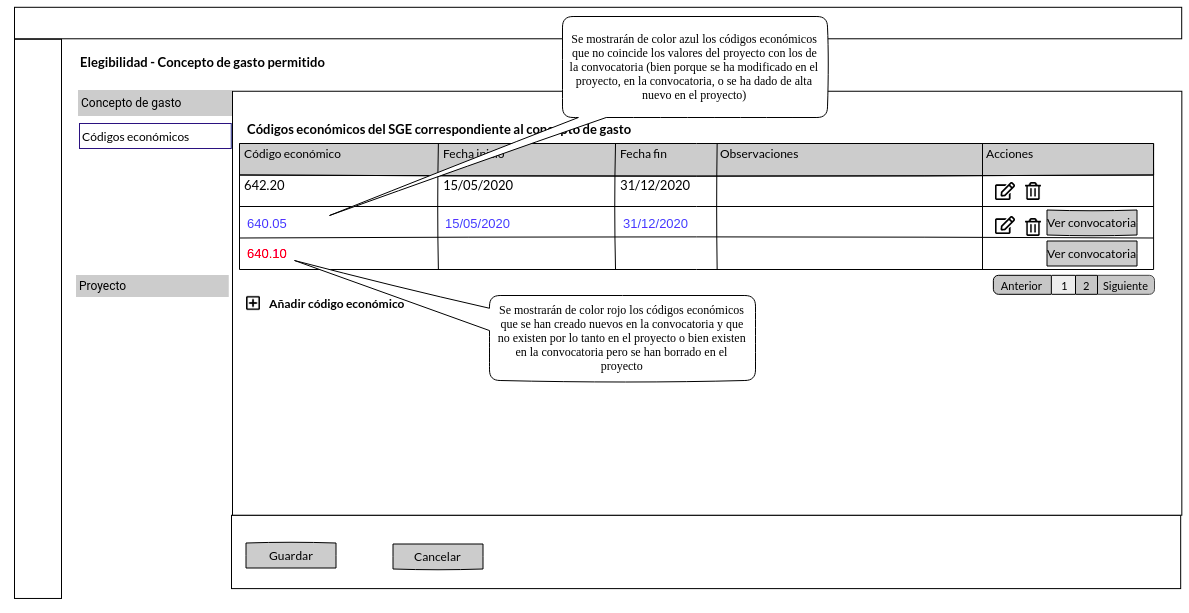 Se mostrarán de color azul los códigos económicos
que no coincide los valores del proyecto con los de
la convocatoria (bien porque se ha modificado en el
proyecto, en la convocatoria, o se ha dado de alta
nuevo en el proyecto)
Elegibilidad - Concepto de gasto permitido
Concepto de gasto
Códigos económicos
Proyecto
Códigos económicos del SGE correspondiente al concepto de gasto
Código económico Fecha inicio Fecha fin Observaciones Acciones
642.20 15/05/2020 31/12/2020
640.05 15/05/2020 31/12/2020 Ver convocatoria
640.10 Ver convocatoria
Anterior 1 2 Siguiente
Añadir código económico
Se mostrarán de color rojo los códigos económicos
que se han creado nuevos en la convocatoria y que
no existen por lo tanto en el proyecto o bien existen
en la convocatoria pero se han borrado en el
proyecto
Guardar Cancelar